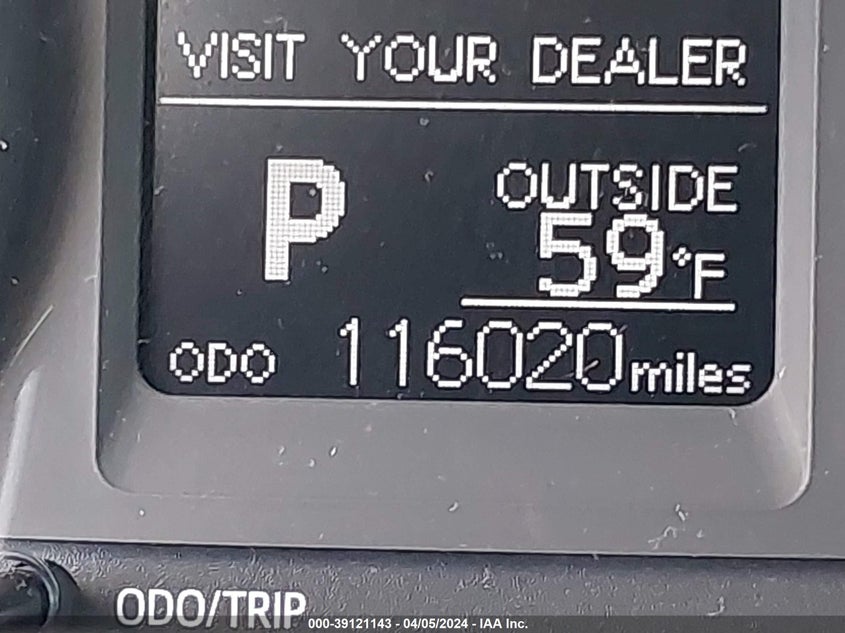 VISIT YOUR DEALER
P
OUTSIDE
59°F
ODO 116020 miles
ODO/TRIP
000-39121143 - 04/05/2024 - IAA Inc.